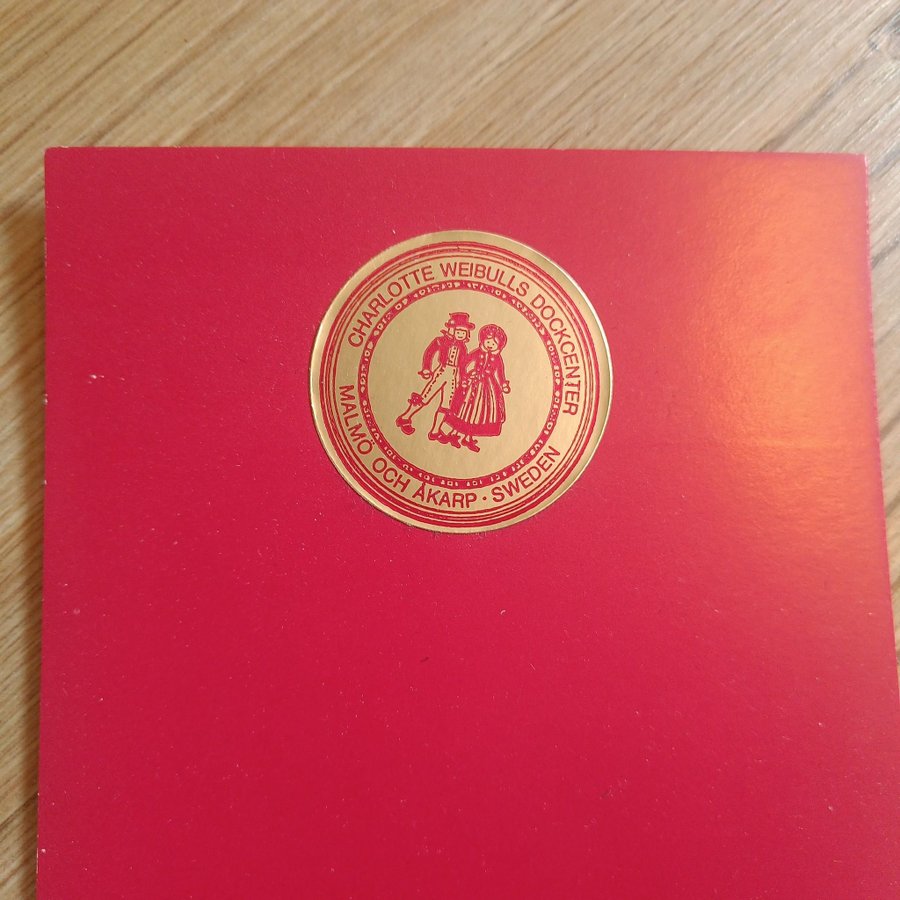 CHARLOTTE WEIBULLS DOCKCENTER
MALMÖ OCH ÅKARP · SWEDEN